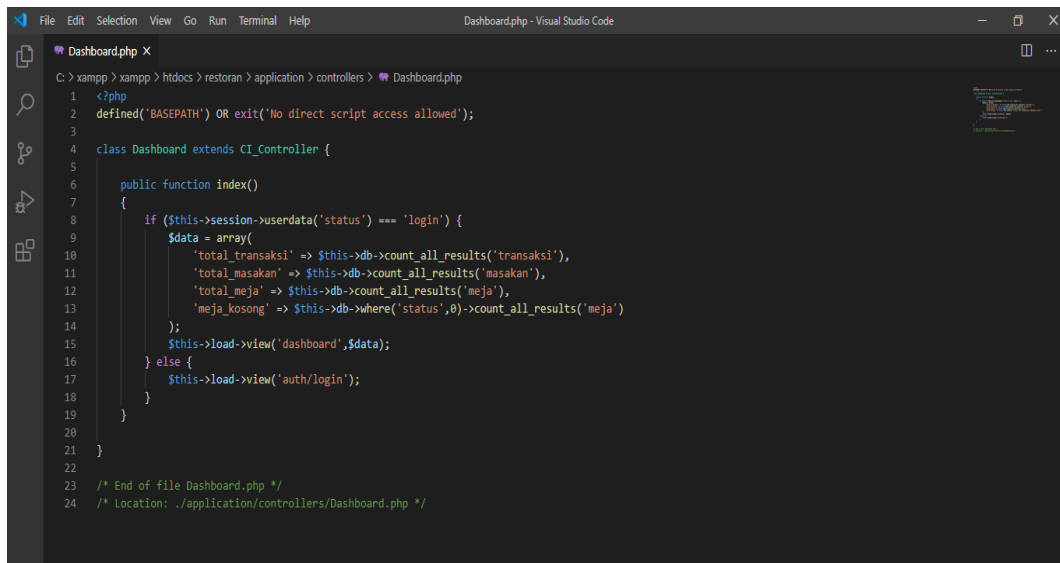 File Edit Selection View Go Run Terminal Help Dashboard.php - Visual Studio Code
Dashboard.php
C: > xampp > xampp > htdocs > restoran > application > controllers > Dashboard.php
1 <?php
2 defined('BASEPATH') OR exit('No direct script access allowed');
3
4 class Dashboard extends CI_Controller {
5
6     public function index()
7     {
8         if ($this->session->userdata('status') === 'login') {
9             $data = array(
10                 'total_transaksi' => $this->db->count_all_results('transaksi'),
11                 'total_masakan' => $this->db->count_all_results('masakan'),
12                 'total_meja' => $this->db->count_all_results('meja'),
13                 'meja_kosong' => $this->db->where('status',0)->count_all_results('meja')
14             );
15             $this->load->view('dashboard',$data);
16         } else {
17             $this->load->view('auth/login');
18         }
19     }
20
21 }
22
23 /* End of file Dashboard.php */
24 /* Location: ./application/controllers/Dashboard.php */